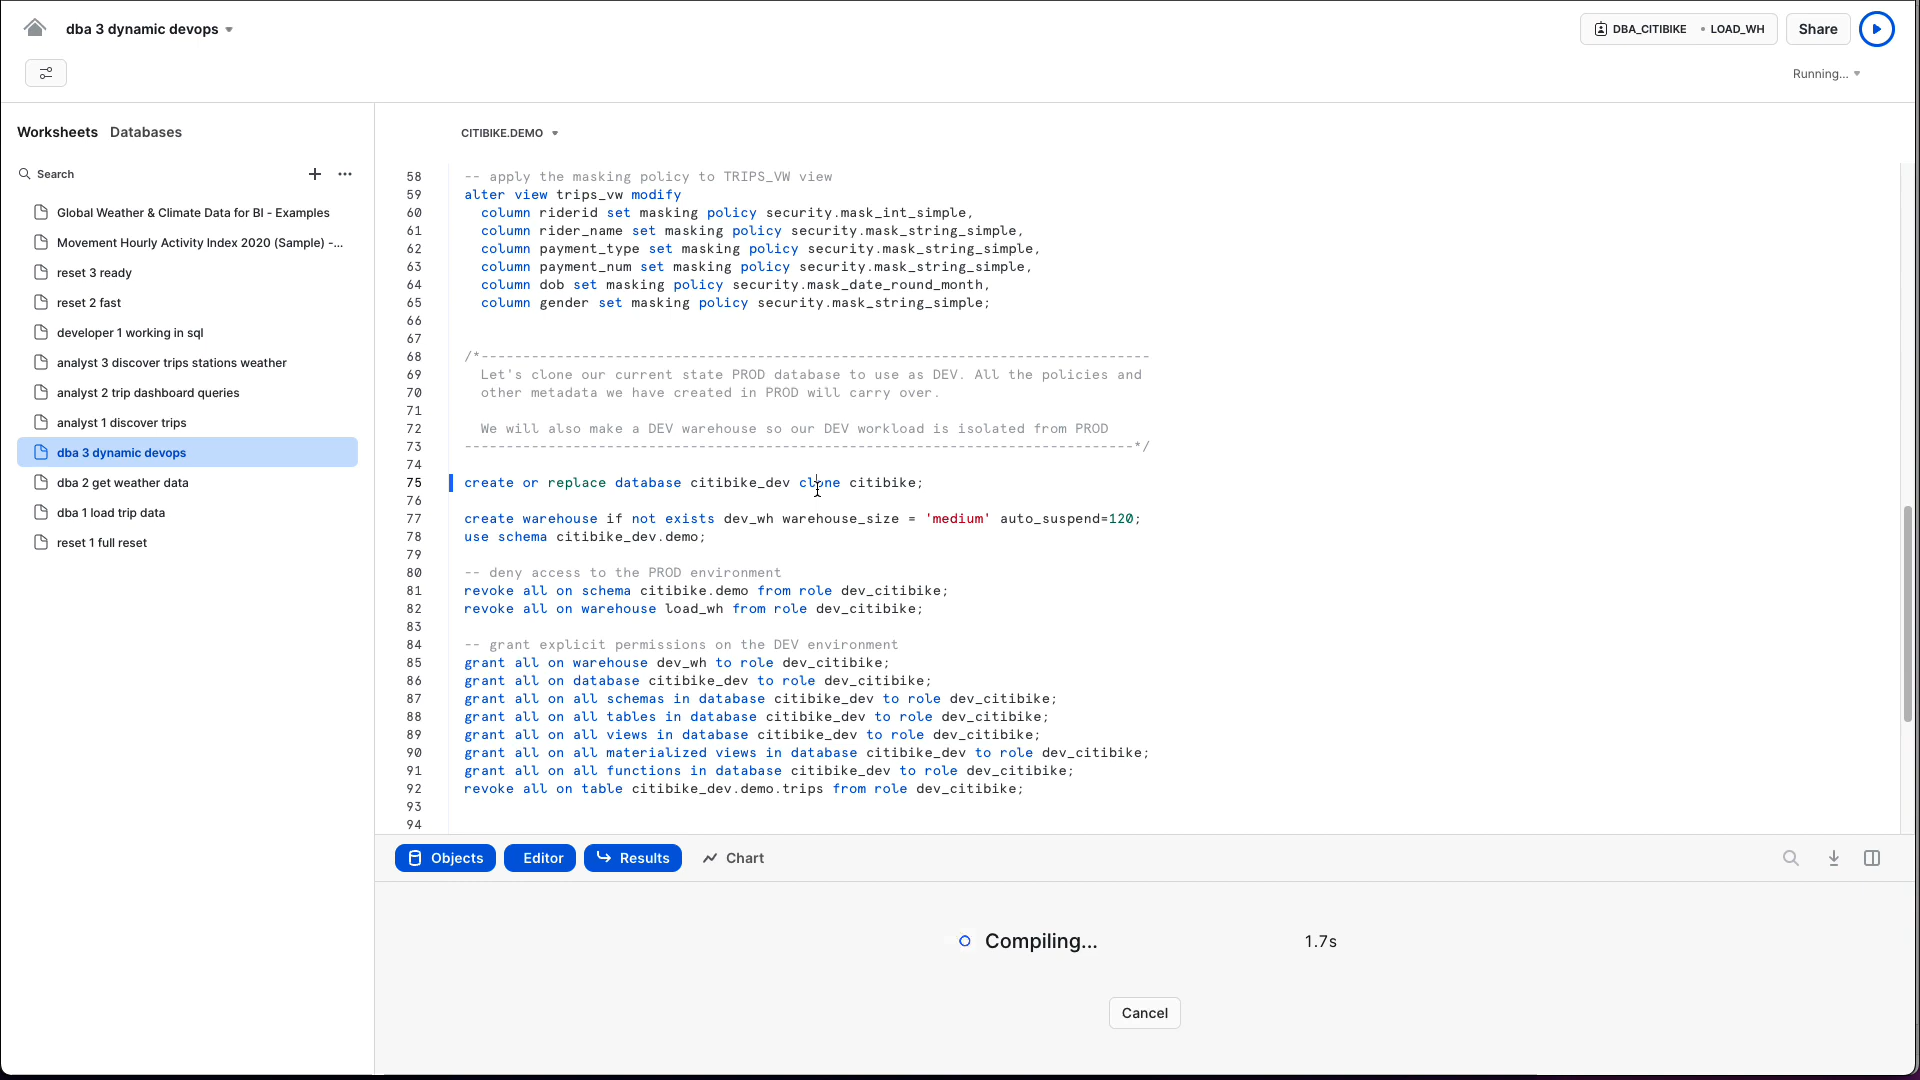 dba 3 dynamic devops
DBA_CITIBIKE • LOAD_WH
Share
Running...
Worksheets Databases
Search
Global Weather & Climate Data for BI - Examples
Movement Hourly Activity Index 2020 (Sample) -...
reset 3 ready
reset 2 fast
developer 1 working in sql
analyst 3 discover trips stations weather
analyst 2 trip dashboard queries
analyst 1 discover trips
dba 3 dynamic devops
dba 2 get weather data
dba 1 load trip data
reset 1 full reset
CITIBIKE.DEMO
58 -- apply the masking policy to TRIPS_VW view
59 alter view trips_vw modify
60 column riderid set masking policy security.mask_int_simple,
61 column rider_name set masking policy security.mask_string_simple,
62 column payment_type set masking policy security.mask_string_simple,
63 column payment_num set masking policy security.mask_string_simple,
64 column dob set masking policy security.mask_date_round_month,
65 column gender set masking policy security.mask_string_simple;
66
67
68 /*--------------------------------------------------------------------------------
69 Let's clone our current state PROD database to use as DEV. All the policies and
70 other metadata we have created in PROD will carry over.
71
72 We will also make a DEV warehouse so our DEV workload is isolated from PROD
73 --------------------------------------------------------------------------------*/
74
75 create or replace database citibike_dev clone citibike;
76
77 create warehouse if not exists dev_wh warehouse_size = 'medium' auto_suspend=120;
78 use schema citibike_dev.demo;
79
80 -- deny access to the PROD environment
81 revoke all on schema citibike.demo from role dev_citibike;
82 revoke all on warehouse load_wh from role dev_citibike;
83
84 -- grant explicit permissions on the DEV environment
85 grant all on warehouse dev_wh to role dev_citibike;
86 grant all on database citibike_dev to role dev_citibike;
87 grant all on all schemas in database citibike_dev to role dev_citibike;
88 grant all on all tables in database citibike_dev to role dev_citibike;
89 grant all on all views in database citibike_dev to role dev_citibike;
90 grant all on all materialized views in database citibike_dev to role dev_citibike;
91 grant all on all functions in database citibike_dev to role dev_citibike;
92 revoke all on table citibike_dev.demo.trips from role dev_citibike;
93
94
Objects Editor Results Chart
Compiling... 1.7s
Cancel